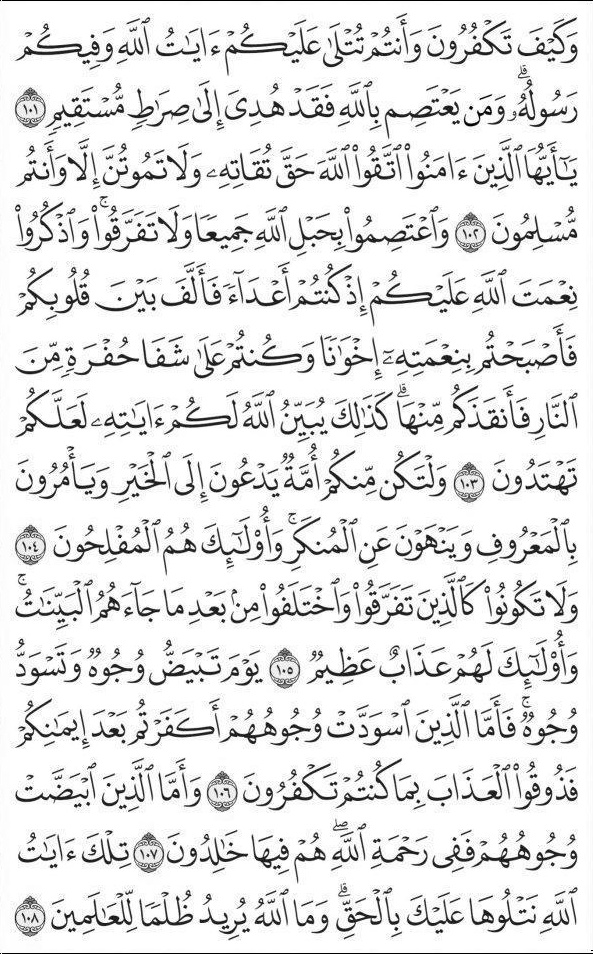 وَكَيْفَ تَكْفُرُونَ وَأَنتُمْ تُتْلَىٰ عَلَيْكُمْ ءَايَٰتُ ٱللَّهِ وَفِيكُمْ
رَسُولُهُۥۗ وَمَن يَعْتَصِم بِٱللَّهِ فَقَدْ هُدِىَ إِلَىٰ صِرَٰطٍ مُّسْتَقِيمٍ ١٠١
يَٰٓأَيُّهَا ٱلَّذِينَ ءَامَنُوا۟ ٱتَّقُوا۟ ٱللَّهَ حَقَّ تُقَاتِهِۦ وَلَا تَمُوتُنَّ إِلَّا وَأَنتُم
مُّسْلِمُونَ ١٠٢ وَٱعْتَصِمُوا۟ بِحَبْلِ ٱللَّهِ جَمِيعًا وَلَا تَفَرَّقُوا۟ۚ وَٱذْكُرُوا۟
نِعْمَتَ ٱللَّهِ عَلَيْكُمْ إِذْ كُنتُمْ أَعْدَآءً فَأَلَّفَ بَيْنَ قُلُوبِكُمْ
فَأَصْبَحْتُم بِنِعْمَتِهِۦٓ إِخْوَٰنًا وَكُنتُمْ عَلَىٰ شَفَا حُفْرَةٍ مِّنَ
ٱلنَّارِ فَأَنقَذَكُم مِّنْهَاۗ كَذَٰلِكَ يُبَيِّنُ ٱللَّهُ لَكُمْ ءَايَٰتِهِۦ لَعَلَّكُمْ
تَهْتَدُونَ ١٠٣ وَلْتَكُن مِّنكُمْ أُمَّةٌ يَدْعُونَ إِلَى ٱلْخَيْرِ وَيَأْمُرُونَ
بِٱلْمَعْرُوفِ وَيَنْهَوْنَ عَنِ ٱلْمُنكَرِۚ وَأُو۟لَٰٓئِكَ هُمُ ٱلْمُفْلِحُونَ ١٠٤
وَلَا تَكُونُوا۟ كَٱلَّذِينَ تَفَرَّقُوا۟ وَٱخْتَلَفُوا۟ مِنۢ بَعْدِ مَا جَآءَهُمُ ٱلْبَيِّنَٰتُۚ
وَأُو۟لَٰٓئِكَ لَهُمْ عَذَابٌ عَظِيمٌ ١٠٥ يَوْمَ تَبْيَضُّ وُجُوهٌ وَتَسْوَدُّ
وُجُوهٌۚ فَأَمَّا ٱلَّذِينَ ٱسْوَدَّتْ وُجُوهُهُمْ أَكَفَرْتُم بَعْدَ إِيمَٰنِكُمْ
فَذُوقُوا۟ ٱلْعَذَابَ بِمَا كُنتُمْ تَكْفُرُونَ ١٠٦ وَأَمَّا ٱلَّذِينَ ٱبْيَضَّتْ
وُجُوهُهُمْ فَفِى رَحْمَةِ ٱللَّهِۖ هُمْ فِيهَا خَٰلِدُونَ ١٠٧ تِلْكَ ءَايَٰتُ
ٱللَّهِ نَتْلُوهَا عَلَيْكَ بِٱلْحَقِّۗ وَمَا ٱللَّهُ يُرِيدُ ظُلْمًا لِّلْعَٰلَمِينَ ١٠٨